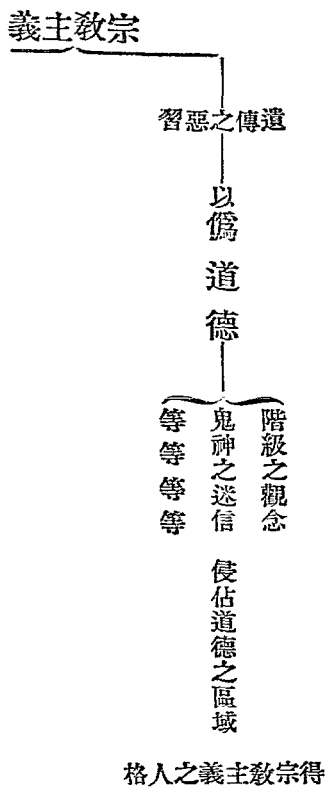 宗教主義
遺傳之惡習
以僞道德
階級之觀念
鬼神之迷信
等等等等
侵佔道德之區域
得宗教主義之人格